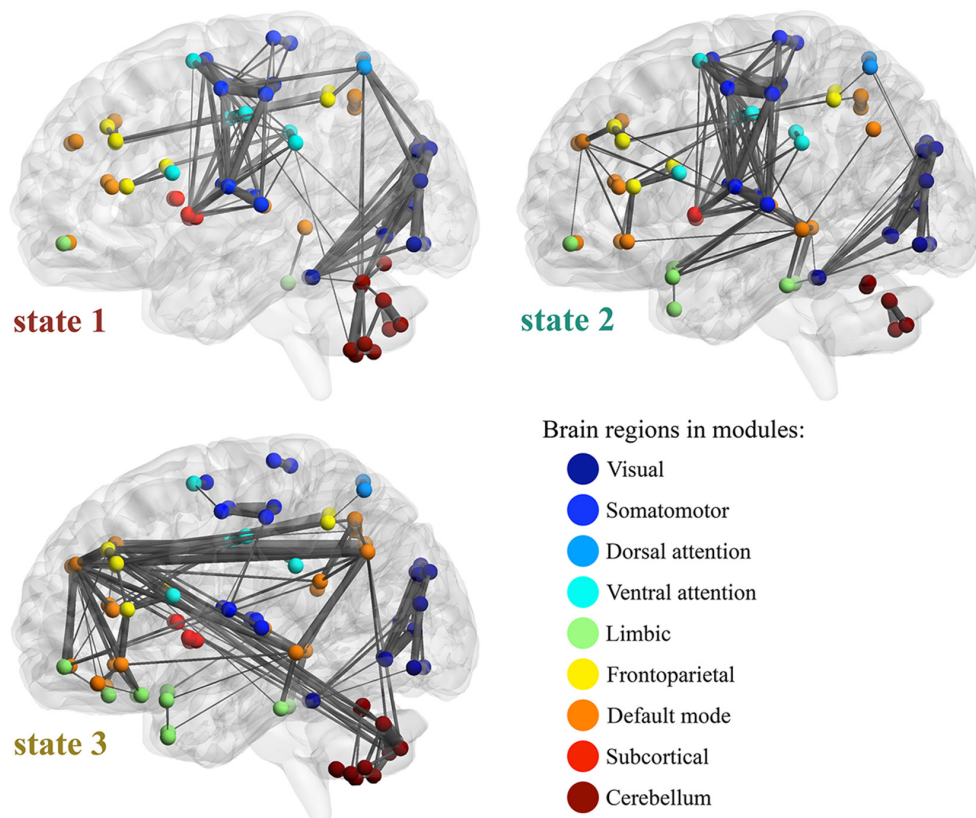 state 1
state 2
state 3
Brain regions in modules:
Visual
Somatomotor
Dorsal attention
Ventral attention
Limbic
Frontoparietal
Default mode
Subcortical
Cerebellum